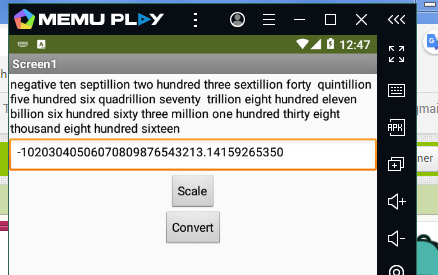 MEMU PLAY
12:47
Screen1
negative ten septillion two hundred three sextillion forty quintillion
five hundred six quadrillion seventy trillion eight hundred eleven
billion six hundred sixty three million one hundred thirty eight
thousand eight hundred sixteen
-10203040506070809876543213.14159265350
Scale
Convert
APK
mai
ner